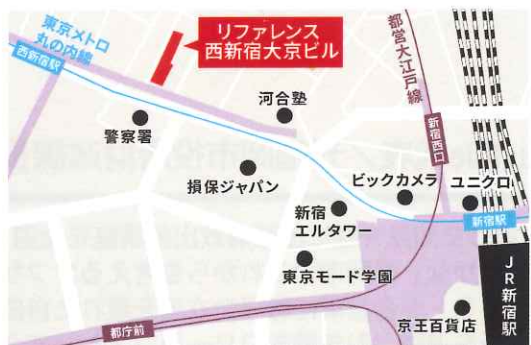 リファレンス
西新宿大京ビル
東京メトロ
丸の内線
西新宿駅
都営大江戸線
河合塾
警察署
新宿西口
損保ジャパン
ビックカメラ
ユニクロ
新宿
エルタワー
新宿駅
東京モード学園
JR新宿駅
京王百貨店
都庁前